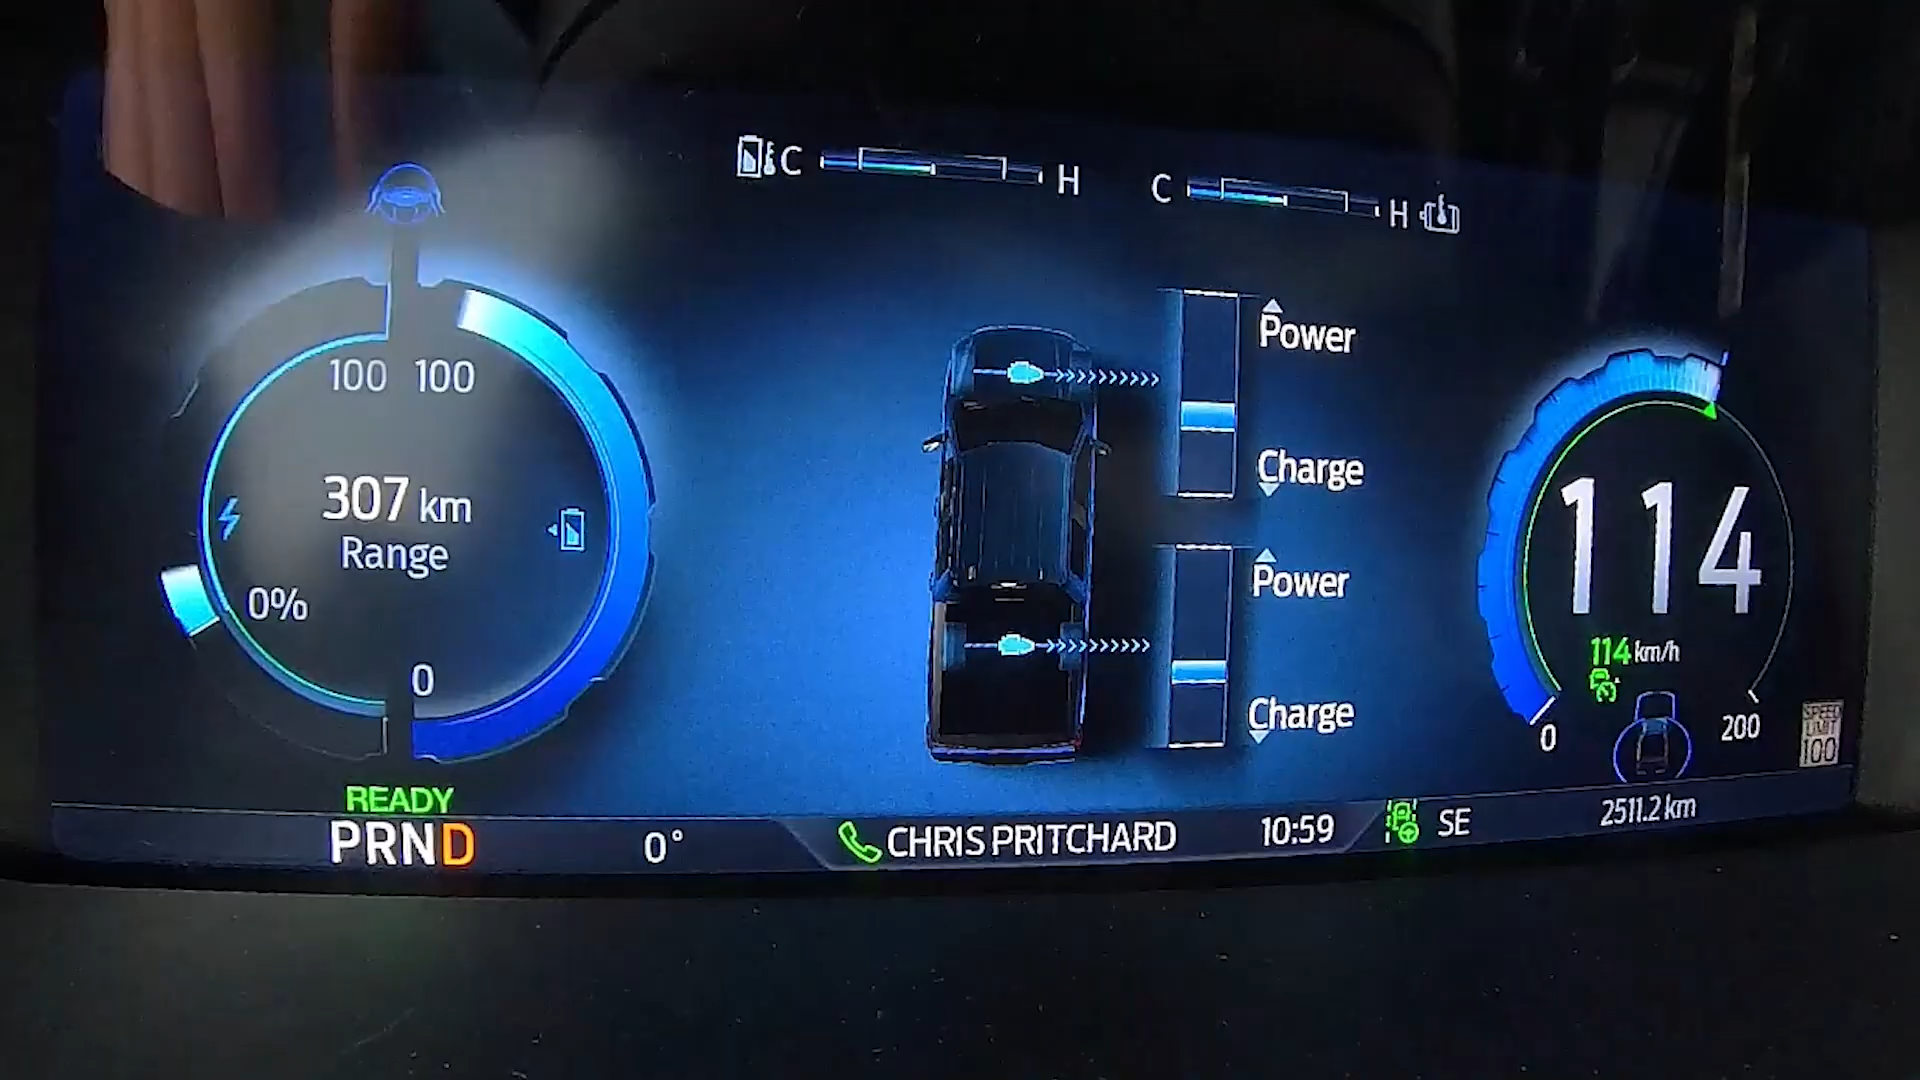 C H
C H
100 100
307 km
Range
0%
0
Power
Charge
Power
Charge
114
114 km/h
0 200
SPEED
LIMIT
100
READY
PRND
0°
CHRIS PRITCHARD
10:59
SE
2511.2 km